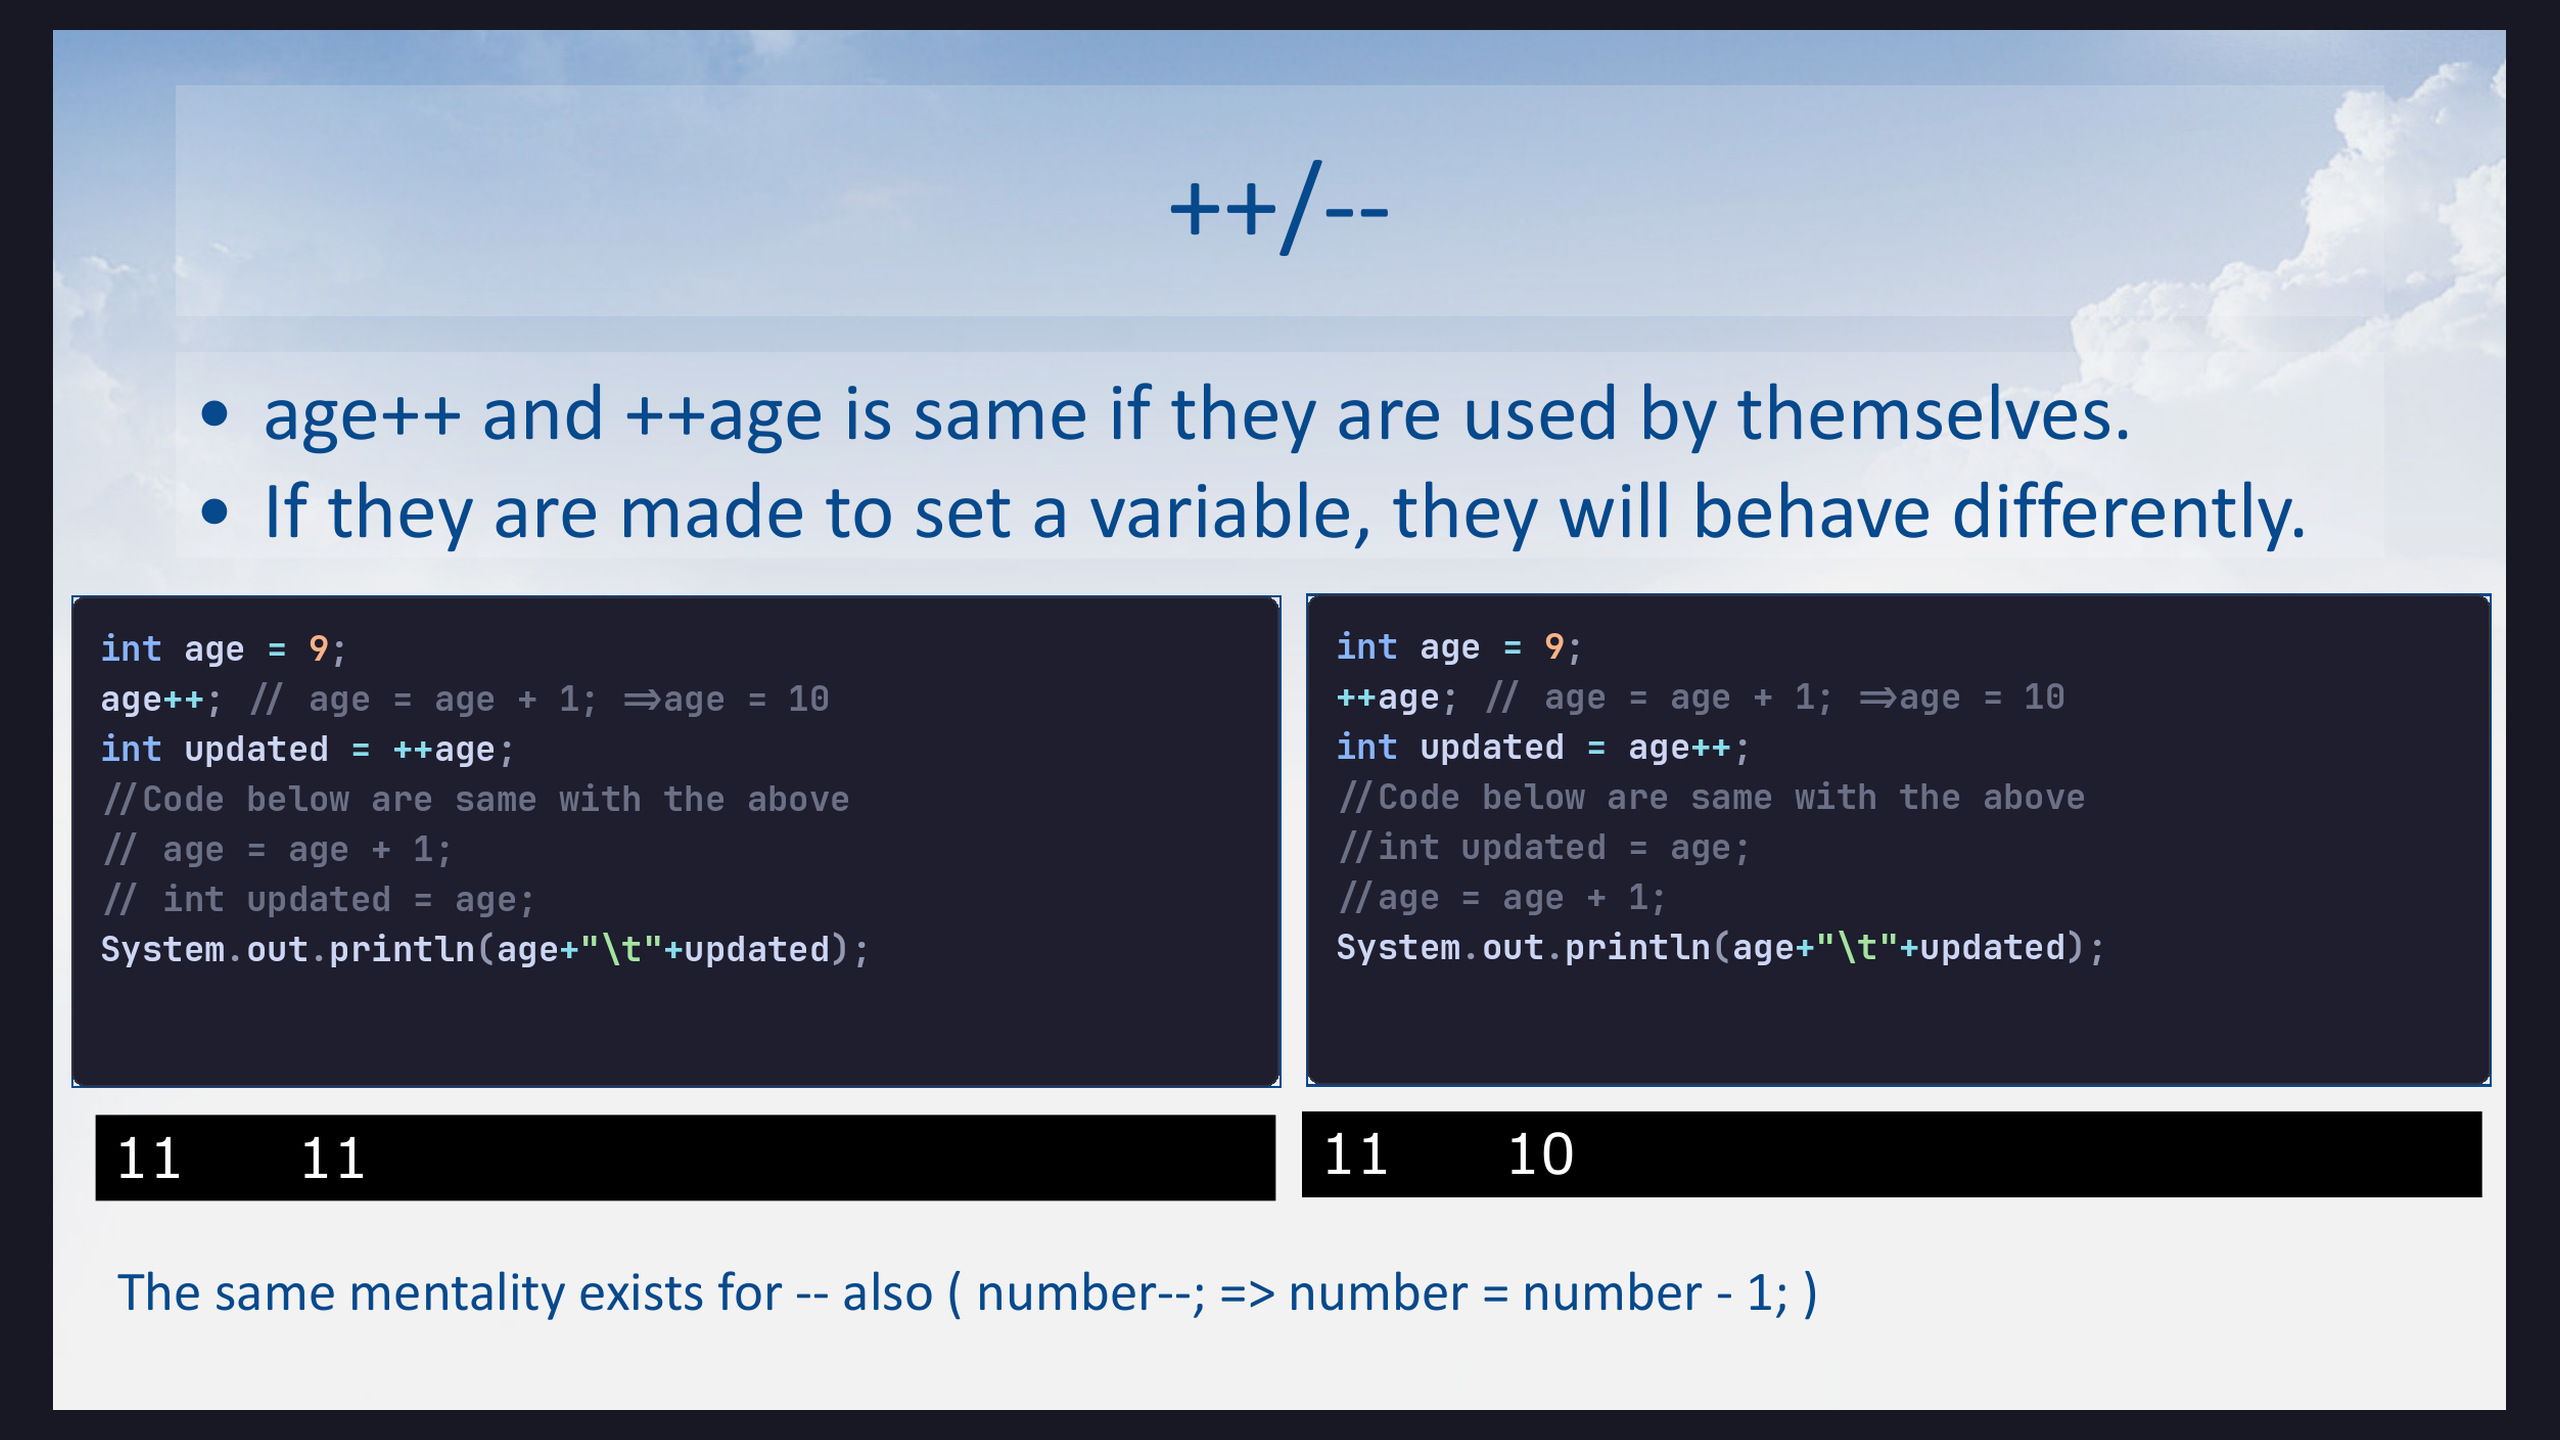 ++/--
• age++ and ++age is same if they are used by themselves.
• If they are made to set a variable, they will behave differently.
int age = 9;
age++; // age = age + 1; =>age = 10
int updated = ++age;
//Code below are same with the above
// age = age + 1;
// int updated = age;
System.out.println(age+"\t"+updated);
11 11
int age = 9;
++age; // age = age + 1; =>age = 10
int updated = age++;
//Code below are same with the above
//int updated = age;
//age = age + 1;
System.out.println(age+"\t"+updated);
11 10
The same mentality exists for -- also ( number--; => number = number - 1; )